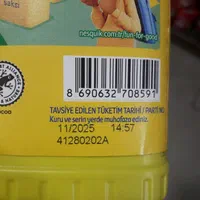 sakızı
nesquik.com.tr/fun-for-good
8 690632 708591
TAVSİYE EDİLEN TÜKETİM TARİHİ / PARTİ NO:
Kuru ve serin yerde muhafaza ediniz.
11/2025 14:57
41280202A